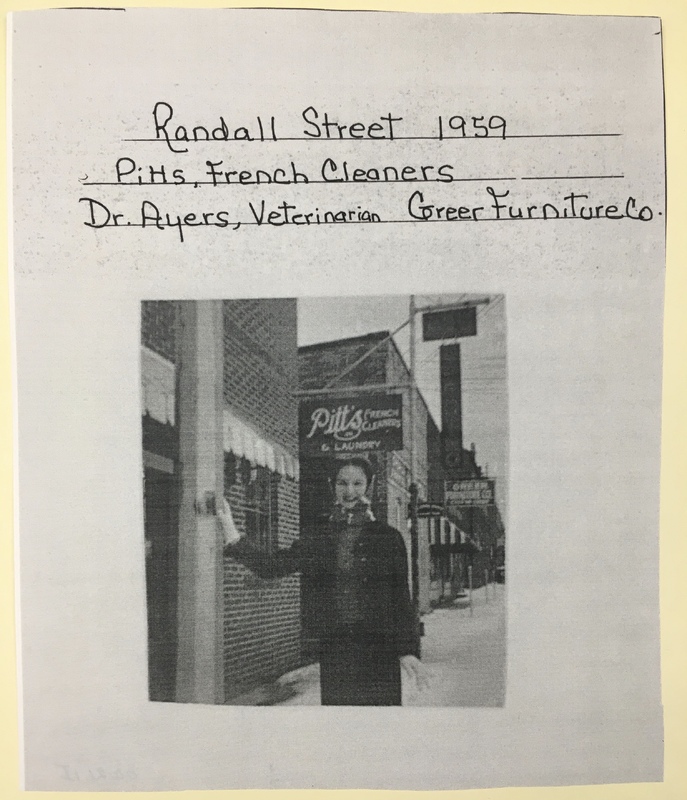 Randall Street 1959
Pitts, French Cleaners
Dr. Ayers, Veterinarian Greer Furniture Co.
Pitt's FRENCH
CLEANERS
& LAUNDRY
GREER
FURNITURE CO.